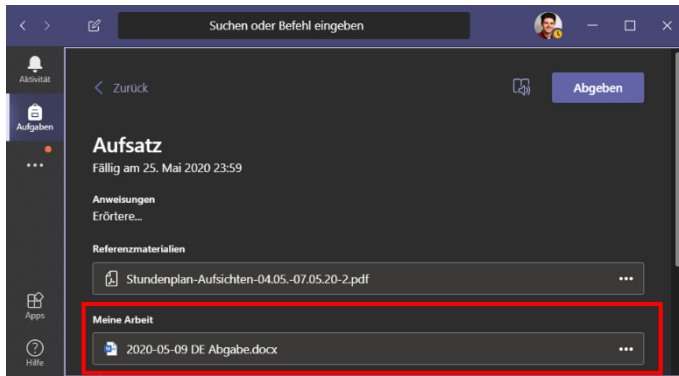 Suchen oder Befehl eingeben
Aktivität
Zurück
Abgeben
Aufgaben
Aufsatz
Fällig am 25. Mai 2020 23:59
Anweisungen
Erörtere...
Referenzmaterialien
Stundenplan-Aufsichten-04.05.-07.05.20-2.pdf
Apps
Meine Arbeit
2020-05-09 DE Abgabe.docx
Hilfe